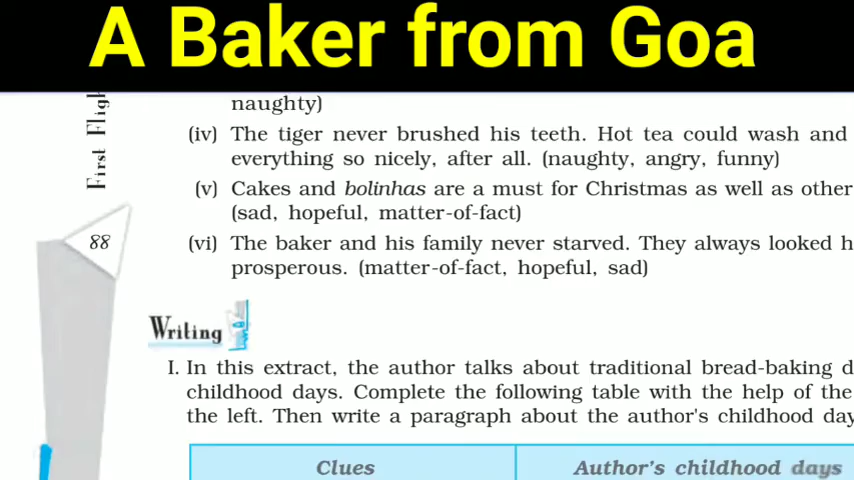 A Baker from Goa
naughty)
(iv) The tiger never brushed his teeth. Hot tea could wash and
everything so nicely, after all. (naughty, angry, funny)
(v) Cakes and bolinhas are a must for Christmas as well as other
(sad, hopeful, matter-of-fact)
88
(vi) The baker and his family never starved. They always looked h
prosperous. (matter-of-fact, hopeful, sad)
First Fligh
Writing
I. In this extract, the author talks about traditional bread-baking d
childhood days. Complete the following table with the help of the
the left. Then write a paragraph about the author's childhood day
Clues
Author's childhood days